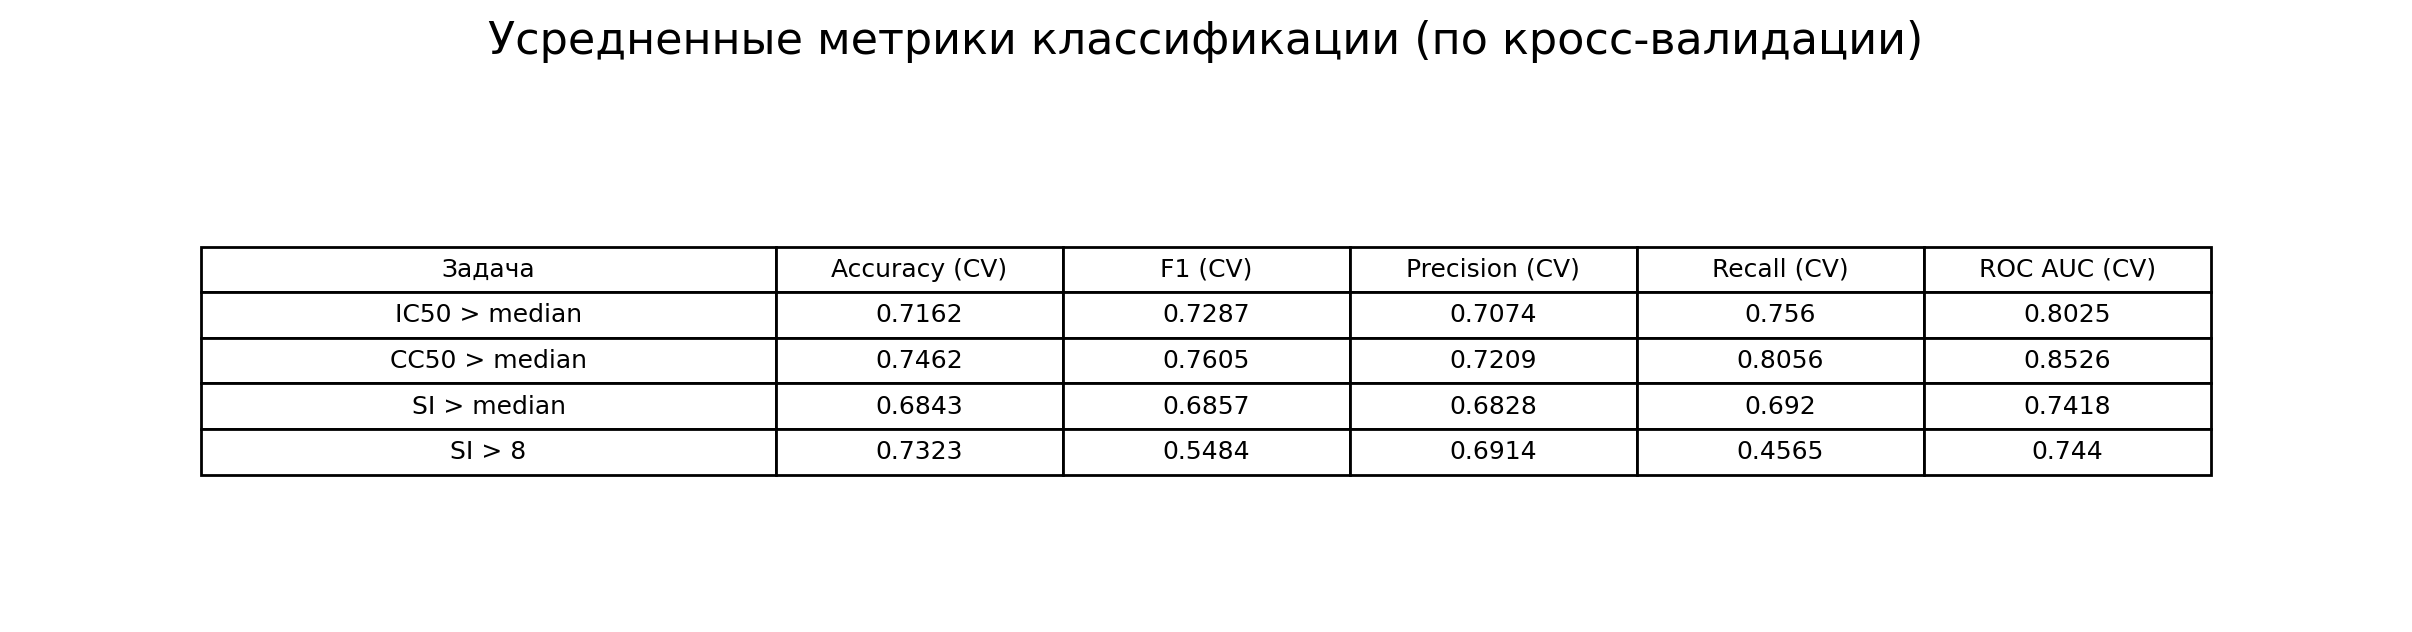 Усредненные метрики классификации (по кросс-валидации)
Задача Accuracy (CV) F1 (CV) Precision (CV) Recall (CV) ROC AUC (CV)
IC50 > median 0.7162 0.7287 0.7074 0.756 0.8025
CC50 > median 0.7462 0.7605 0.7209 0.8056 0.8526
SI > median 0.6843 0.6857 0.6828 0.692 0.7418
SI > 8 0.7323 0.5484 0.6914 0.4565 0.744